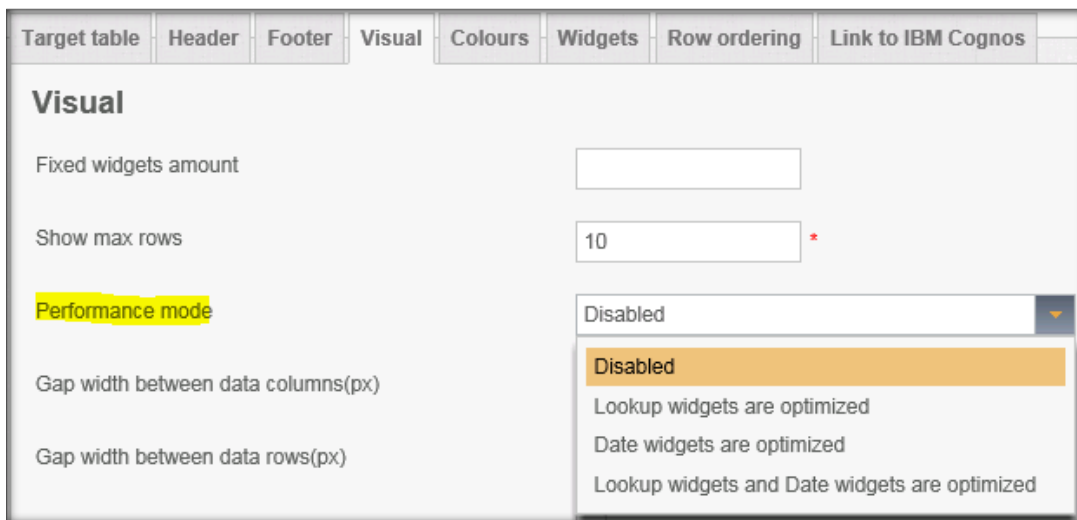 Target table Header Footer Visual Colours Widgets Row ordering Link to IBM Cognos
Visual
Fixed widgets amount
Show max rows 10 *
Performance mode Disabled
Disabled
Gap width between data columns(px)
Lookup widgets are optimized
Date widgets are optimized
Gap width between data rows(px)
Lookup widgets and Date widgets are optimized